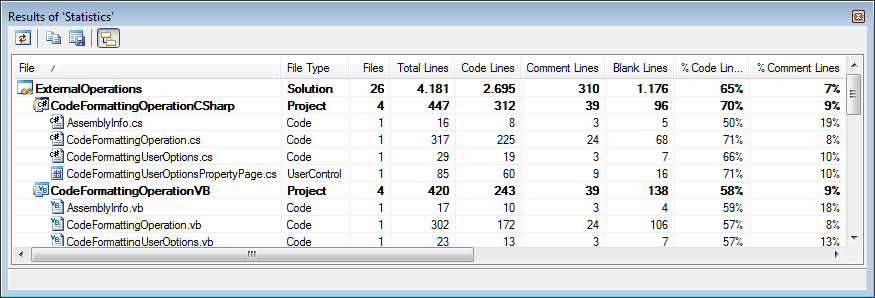 Results of 'Statistics'
File / File Type Files Total Lines Code Lines Comment Lines Blank Lines % Code Lin... % Comment Lines
ExternalOperations Solution 26 4.181 2.695 310 1.176 65% 7%
CodeFormattingOperationCSharp Project 4 447 312 39 96 70% 9%
AssemblyInfo.cs Code 1 16 8 3 5 50% 19%
CodeFormattingOperation.cs Code 1 317 225 24 68 71% 8%
CodeFormattingUserOptions.cs Code 1 29 19 3 7 66% 10%
CodeFormattingUserOptionsPropertyPage.cs UserControl 1 85 60 9 16 71% 10%
CodeFormattingOperationVB Project 4 420 243 39 138 58% 9%
AssemblyInfo.vb Code 1 17 10 3 4 59% 18%
CodeFormattingOperation.vb Code 1 302 172 24 106 57% 8%
CodeFormattingUserOptions.vb Code 1 23 13 3 7 57% 13%